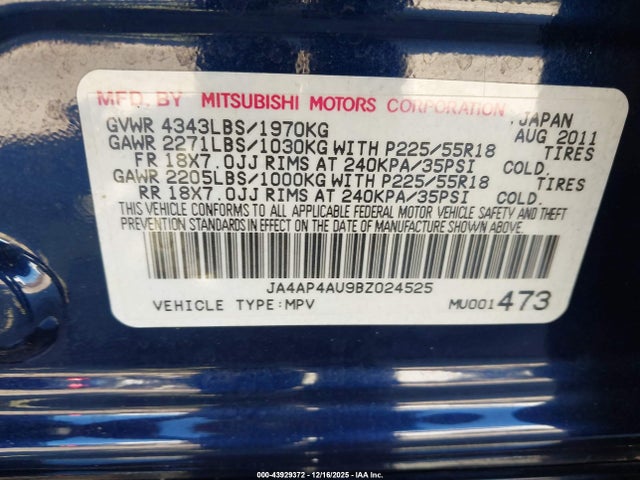 MFD. BY MITSUBISHI MOTORS CORPORATION, JAPAN
GVWR 4343LBS/1970KG AUG 2011
GAWR 2271LBS/1030KG WITH P225/55R18 TIRES
FR 18X7.0JJ RIMS AT 240KPA/35PSI COLD.
GAWR 2205LBS/1000KG WITH P225/55R18 TIRES
RR 18X7.0JJ RIMS AT 240KPA/35PSI COLD.
THIS VEHICLE CONFORMS TO ALL APPLICABLE FEDERAL MOTOR VEHICLE SAFETY AND THEFT
PREVENTION STANDARDS IN EFFECT ON THE DATE OF MANUFACTURE SHOWN ABOVE.
JA4AP4AU9BZ024525
VEHICLE TYPE:MPV MU001473
000-43929372 - 12/16/2025 - IAA Inc.